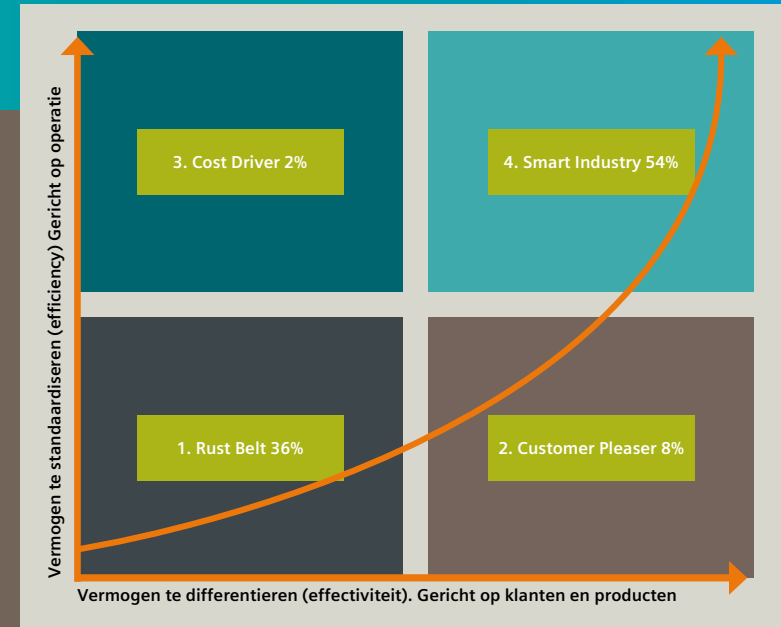 Vermogen te standaardiseren (efficiency) Gericht op operatie
3. Cost Driver 2%
4. Smart Industry 54%
1. Rust Belt 36%
2. Customer Pleaser 8%
Vermogen te differentieren (effectiviteit). Gericht op klanten en producten